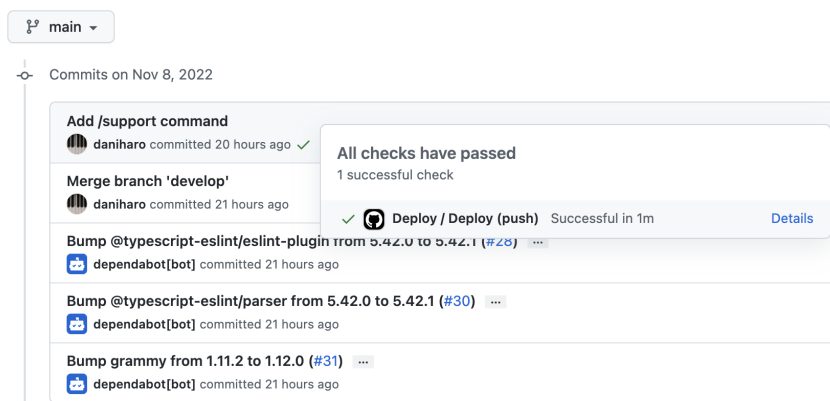 main
Commits on Nov 8, 2022
Add /support command
daniharo committed 20 hours ago
All checks have passed
1 successful check
Deploy / Deploy (push) Successful in 1m Details
Merge branch 'develop'
daniharo committed 21 hours ago
Bump @typescript-eslint/eslint-plugin from 5.42.0 to 5.42.1 (#28) ...
dependabot[bot] committed 21 hours ago
Bump @typescript-eslint/parser from 5.42.0 to 5.42.1 (#30) ...
dependabot[bot] committed 21 hours ago
Bump grammy from 1.11.2 to 1.12.0 (#31) ...
dependabot[bot] committed 21 hours ago